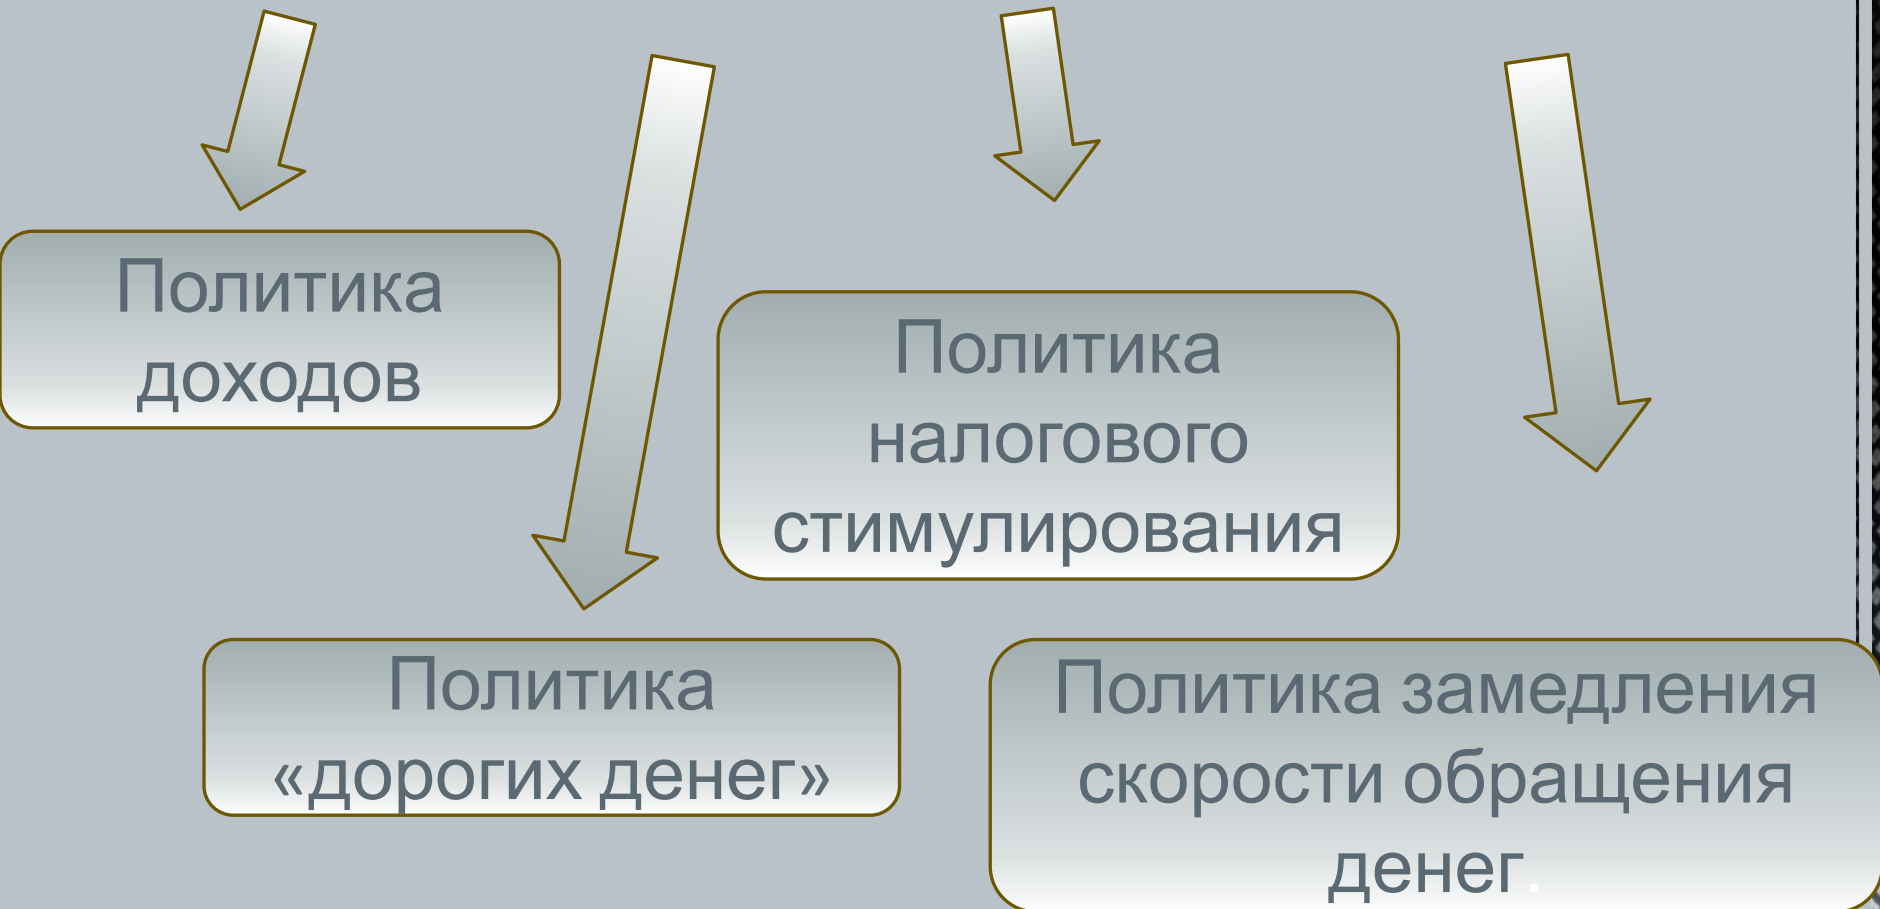 Политика
доходов
Политика
налогового
стимулирования
Политика
«дорогих денег»
Политика замедления
скорости обращения
денег.